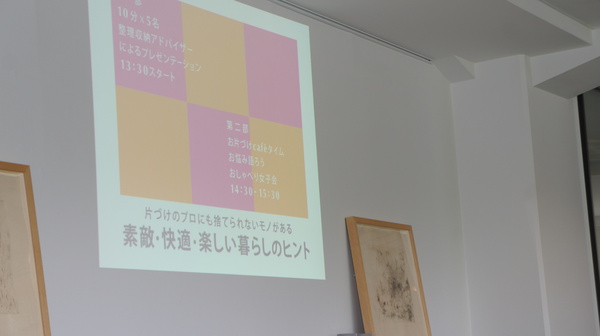 部
10分×5名
整理収納アドバイザー
によるプレゼンテーション
13:30スタート
第二部
お片づけcaféタイム
お悩み語ろう
おしゃべり女子会
14:30-15:30
片づけのプロにも捨てられないモノがある
素敵・快適・楽しい暮らしのヒント